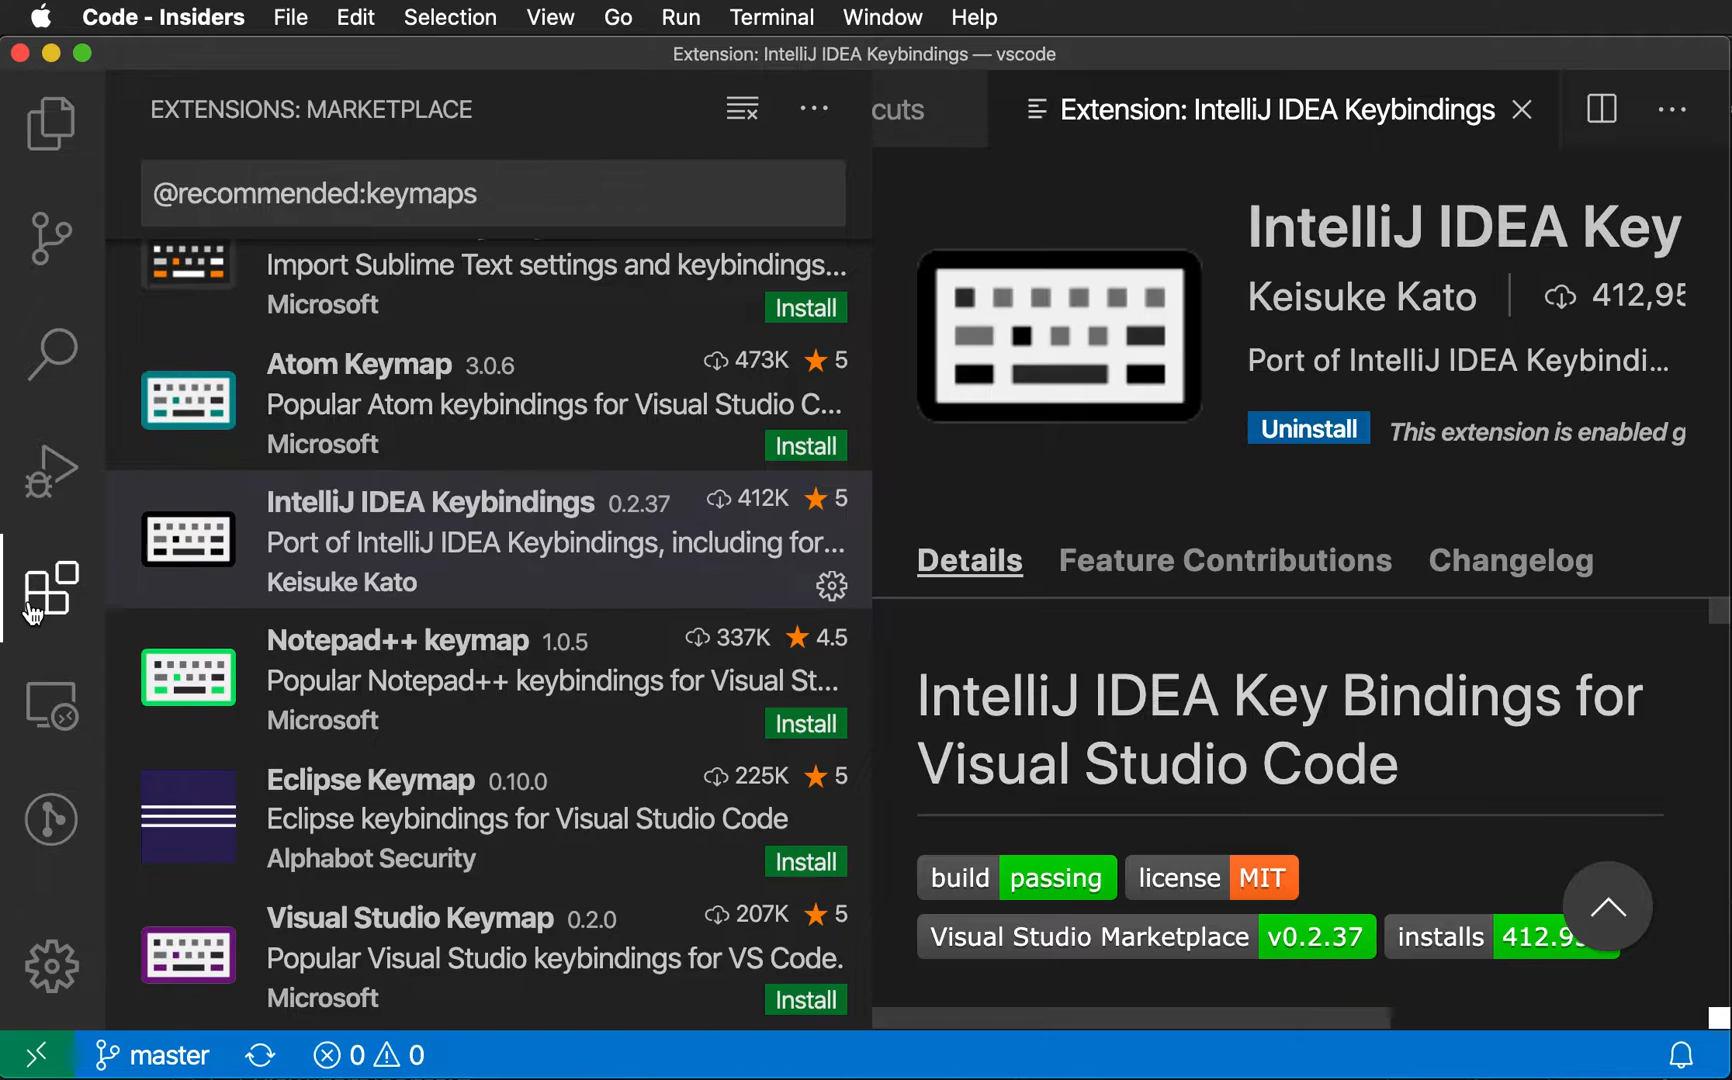 Code - Insiders File Edit Selection View Go Run Terminal Window Help
Extension: IntelliJ IDEA Keybindings — vscode
EXTENSIONS: MARKETPLACE
@recommended:keymaps
Import Sublime Text settings and keybindings...
Microsoft
Install
Atom Keymap 3.0.6 473K ★ 5
Popular Atom keybindings for Visual Studio C...
Microsoft
Install
IntelliJ IDEA Keybindings 0.2.37 412K ★ 5
Port of IntelliJ IDEA Keybindings, including for...
Keisuke Kato
Notepad++ keymap 1.0.5 337K ★ 4.5
Popular Notepad++ keybindings for Visual St...
Microsoft
Install
Eclipse Keymap 0.10.0 225K ★ 5
Eclipse keybindings for Visual Studio Code
Alphabot Security
Install
Visual Studio Keymap 0.2.0 207K ★ 5
Popular Visual Studio keybindings for VS Code.
Microsoft
Install
cuts
Extension: IntelliJ IDEA Keybindings
IntelliJ IDEA Key
Keisuke Kato | 412,95
Port of IntelliJ IDEA Keybindi...
Uninstall This extension is enabled g
Details Feature Contributions Changelog
IntelliJ IDEA Key Bindings for
Visual Studio Code
build passing license MIT
Visual Studio Marketplace v0.2.37 installs 412.9
master 0 0